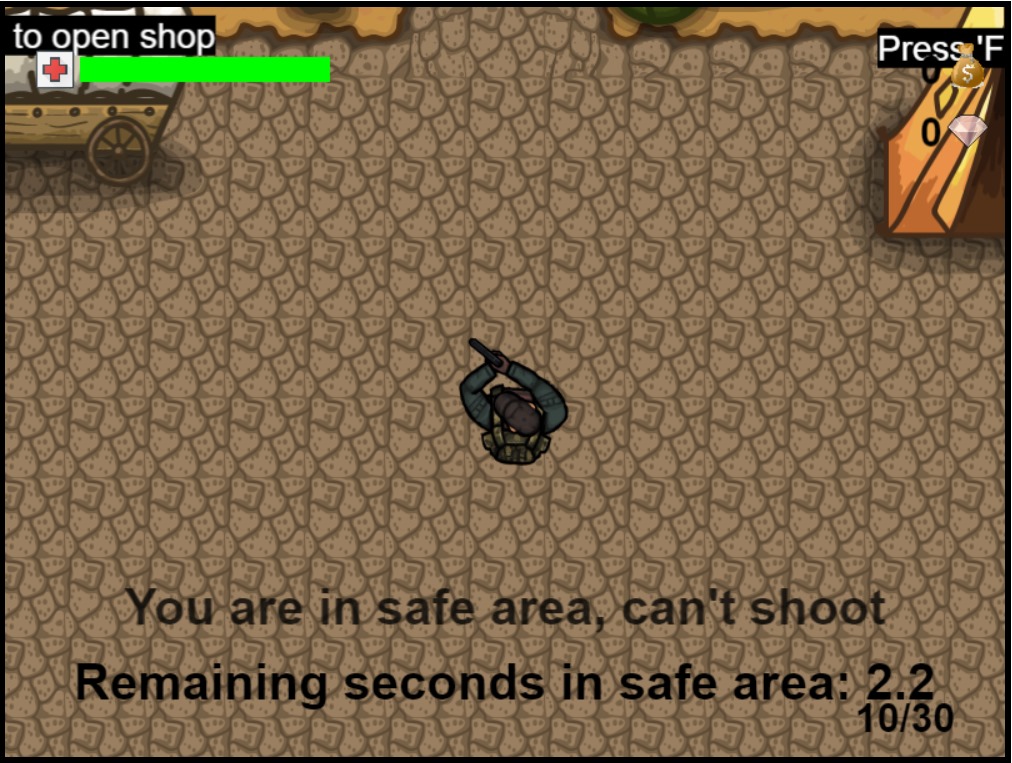 to open shop
Press 'F
0
0
You are in safe area, can't shoot
Remaining seconds in safe area: 2.2
10/30